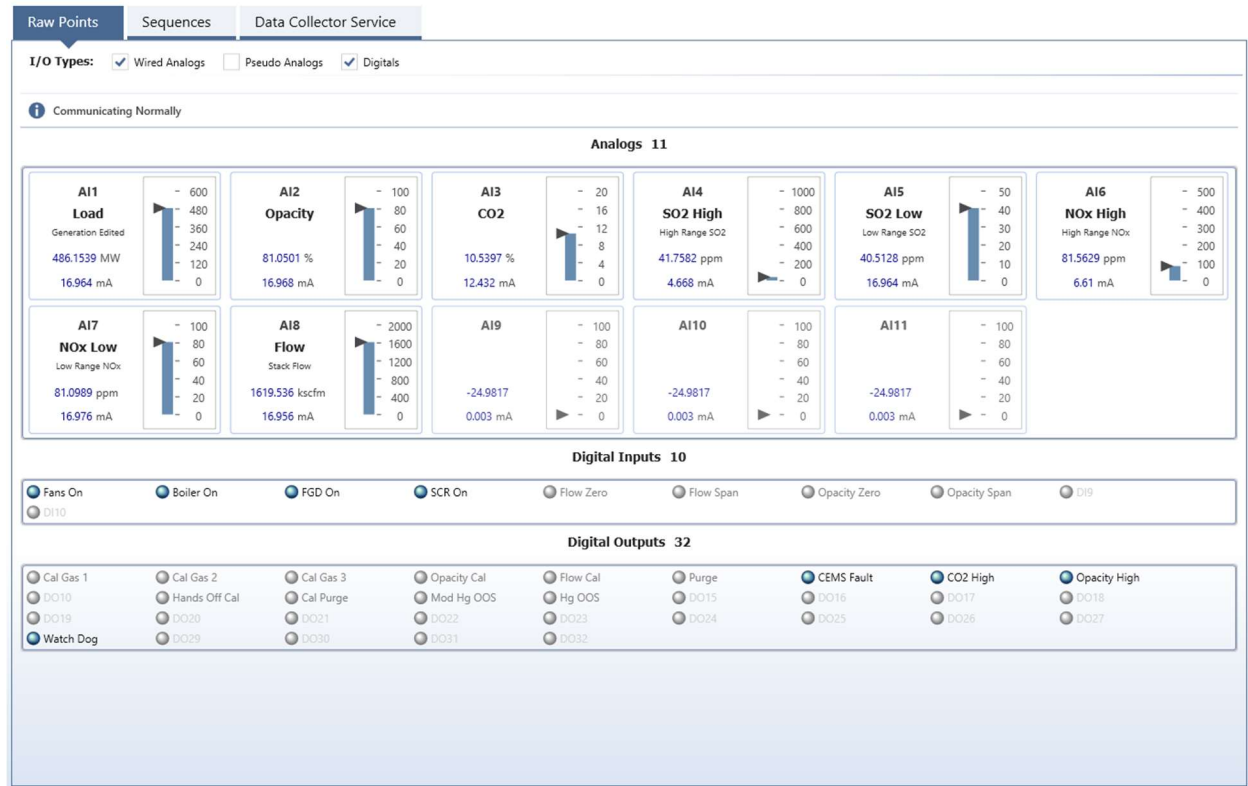 Raw Points Sequences Data Collector Service
I/O Types: Wired Analogs Pseudo Analogs Digitals
Communicating Normally
Analogs 11
AI1
Load
Generation Edited
486.1539 MW
16.964 mA
600
480
360
240
120
0
AI2
Opacity
81.0501 %
16.968 mA
100
80
60
40
20
0
AI3
CO2
10.5397 %
12.432 mA
20
16
12
8
4
0
AI4
SO2 High
High Range SO2
41.7582 ppm
4.668 mA
1000
800
600
400
200
0
AI5
SO2 Low
Low Range SO2
40.5128 ppm
16.964 mA
50
40
30
20
10
0
AI6
NOx High
High Range NOx
81.5629 ppm
6.61 mA
500
400
300
200
100
0
AI7
NOx Low
Low Range NOx
81.0989 ppm
16.976 mA
100
80
60
40
20
0
AI8
Flow
Stack Flow
1619.536 kscfm
16.956 mA
2000
1600
1200
800
400
0
AI9
-24.9817
0.003 mA
100
80
60
40
20
0
AI10
-24.9817
0.003 mA
100
80
60
40
20
0
AI11
-24.9817
0.003 mA
100
80
60
40
20
0
Digital Inputs 10
Fans On Boiler On FGD On SCR On Flow Zero Flow Span Opacity Zero Opacity Span DI9
DI10
Digital Outputs 32
Cal Gas 1 Cal Gas 2 Cal Gas 3 Opacity Cal Flow Cal Purge CEMS Fault CO2 High Opacity High
DO10 Hands Off Cal Cal Purge Mod Hg OOS Hg OOS DO15 DO16 DO17 DO18
DO19 DO20 DO21 DO22 DO23 DO24 DO25 DO26 DO27
Watch Dog DO29 DO30 DO31 DO32